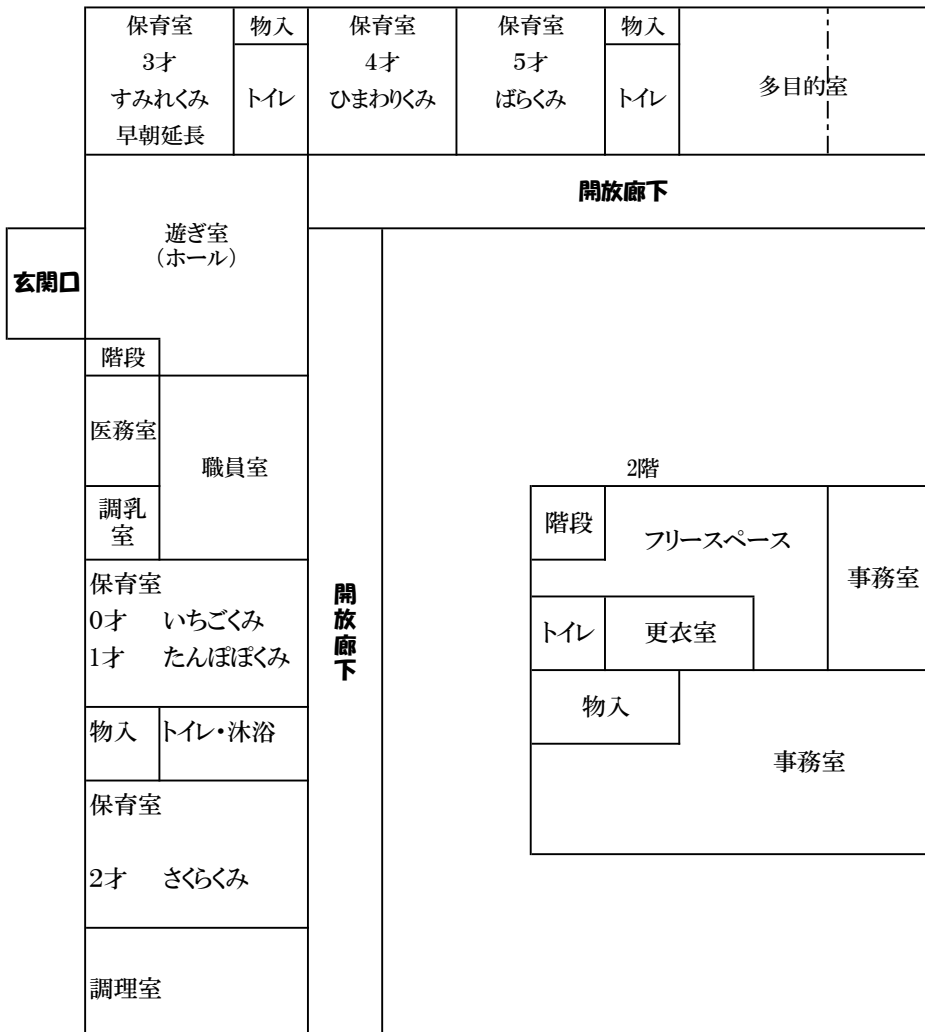 保育室
3才
すみれくみ
早朝延長
物入
トイレ
保育室
4才
ひまわりくみ
保育室
5才
ばらくみ
物入
トイレ
多目的室
開放廊下
遊ぎ室
(ホール)
玄関口
階段
医務室
職員室
調乳
室
保育室
0才 いちごくみ
1才 たんぽぽくみ
開
放
廊
下
物入
トイレ・沐浴
保育室
2才 さくらくみ
調理室
2階
階段
フリースペース
事務室
トイレ
更衣室
物入
事務室